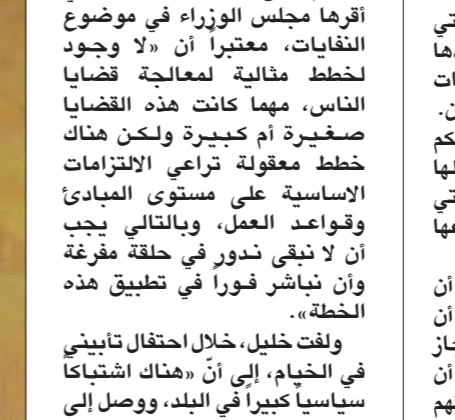 أقرها مجلس الوزراء في موضوع
النفايات، معتبراً أن «لا وجود
لخطط مثالية لمعالجة قضايا
الناس، مهما كانت هذه القضايا
صغيرة أم كبيرة ولكن هناك
خطط معقولة تراعي الالتزامات
الاساسية على مستوى المبادئ
وقواعد العمل، وبالتالي يجب
أن لا نبقى ندور في حلقة مفرغة
وأن نباشر فوراً في تطبيق هذه
الخطة».
ولفت خليل، خلال احتفال تأبيني
في الخيام، إلى أنّ «هناك اشتباكاً
سياسياً كبيراً في البلد، ووصل إلى